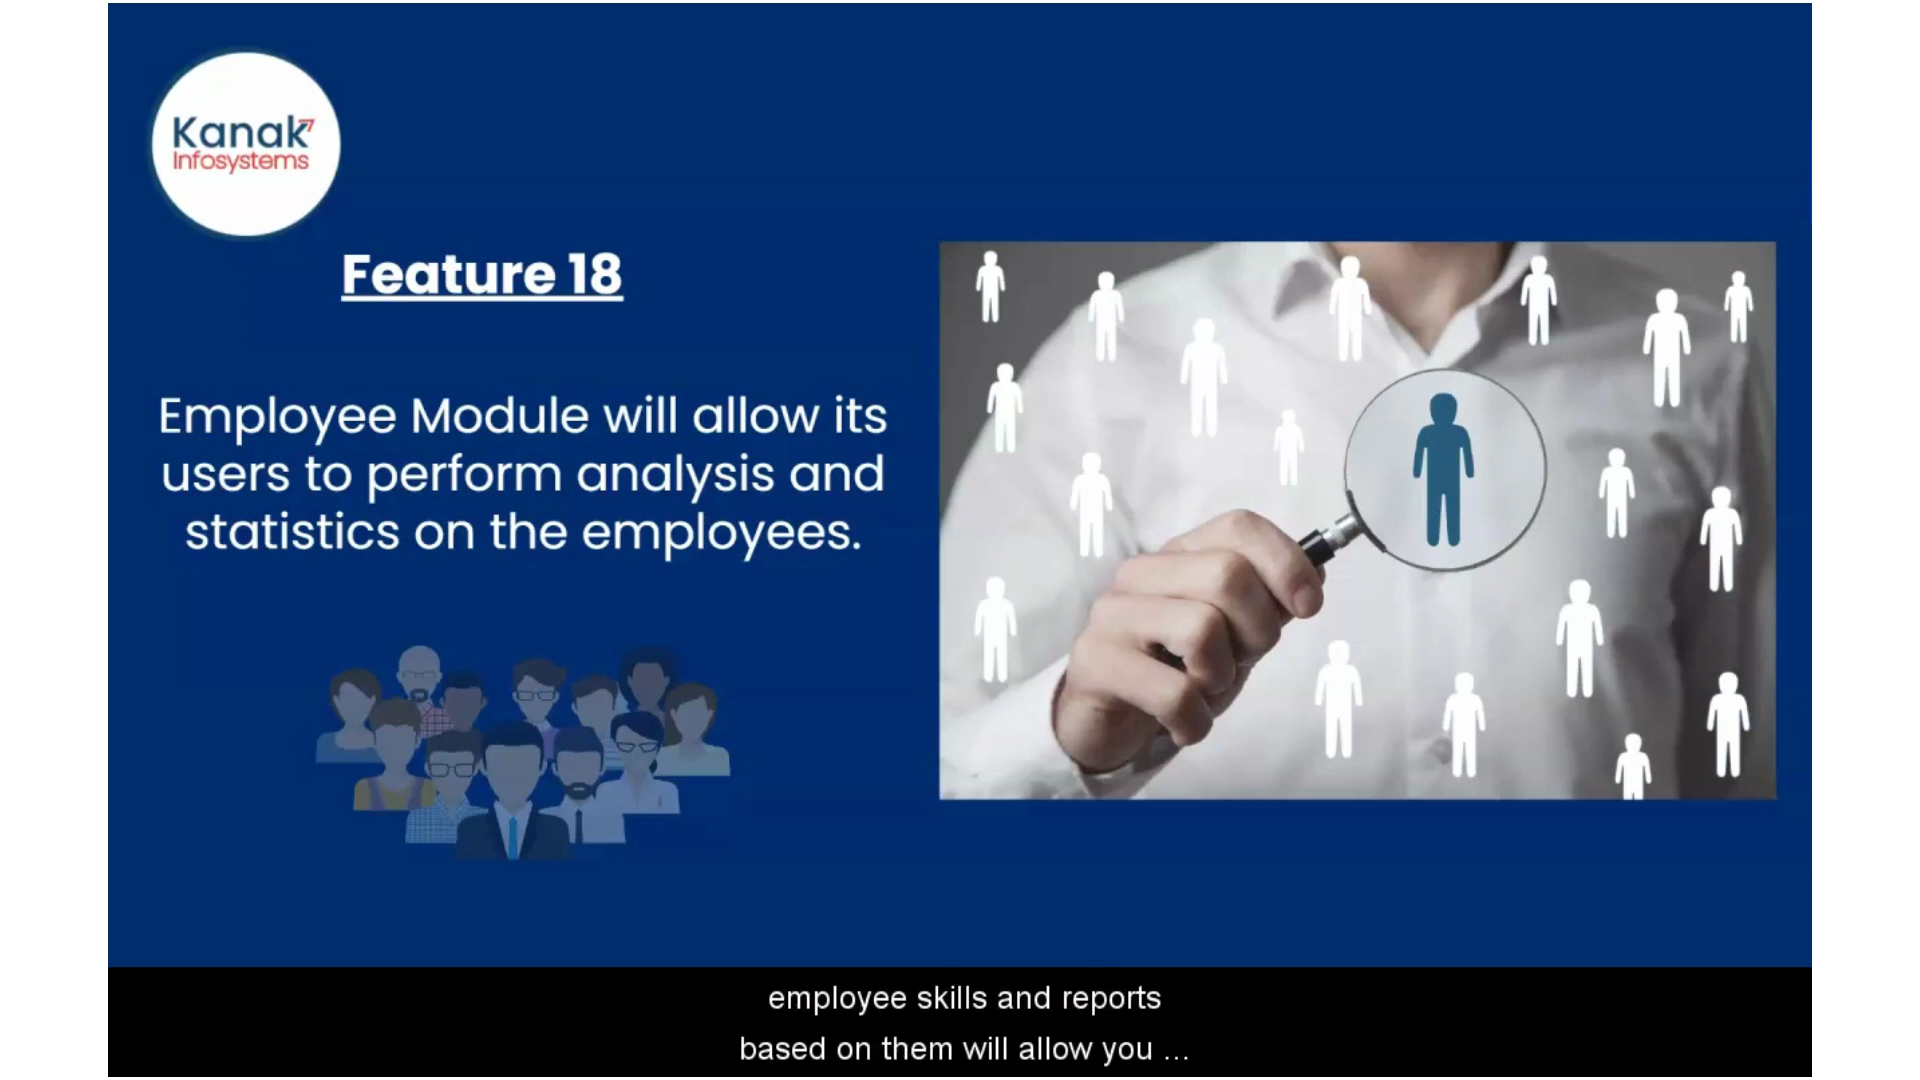 Kanak
Infosystems
Feature 18
Employee Module will allow its
users to perform analysis and
statistics on the employees.
employee skills and reports
based on them will allow you ...